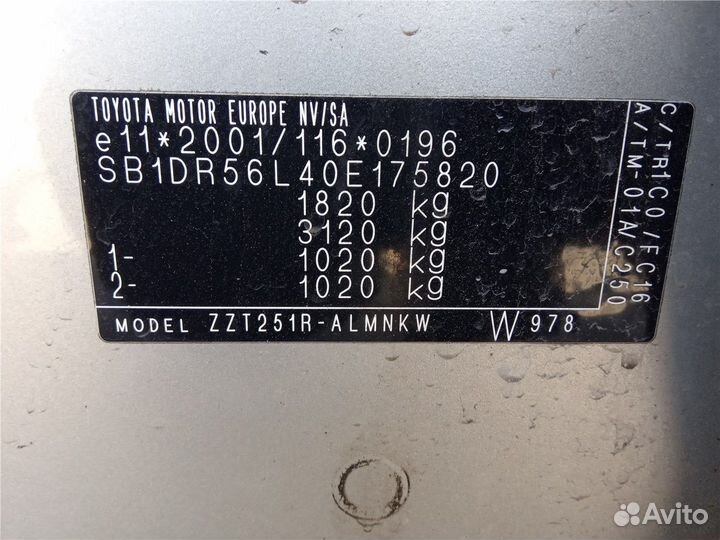 TOYOTA MOTOR EUROPE NV/SA
e11*2001/116*0196
SB1DR56L40E175820
1820 kg
3120 kg
1- 1020 kg
2- 1020 kg
MODEL ZZT251R-ALMNKW W 978
C/TR1C0/FC16
A/TM-01A/C250
Avito